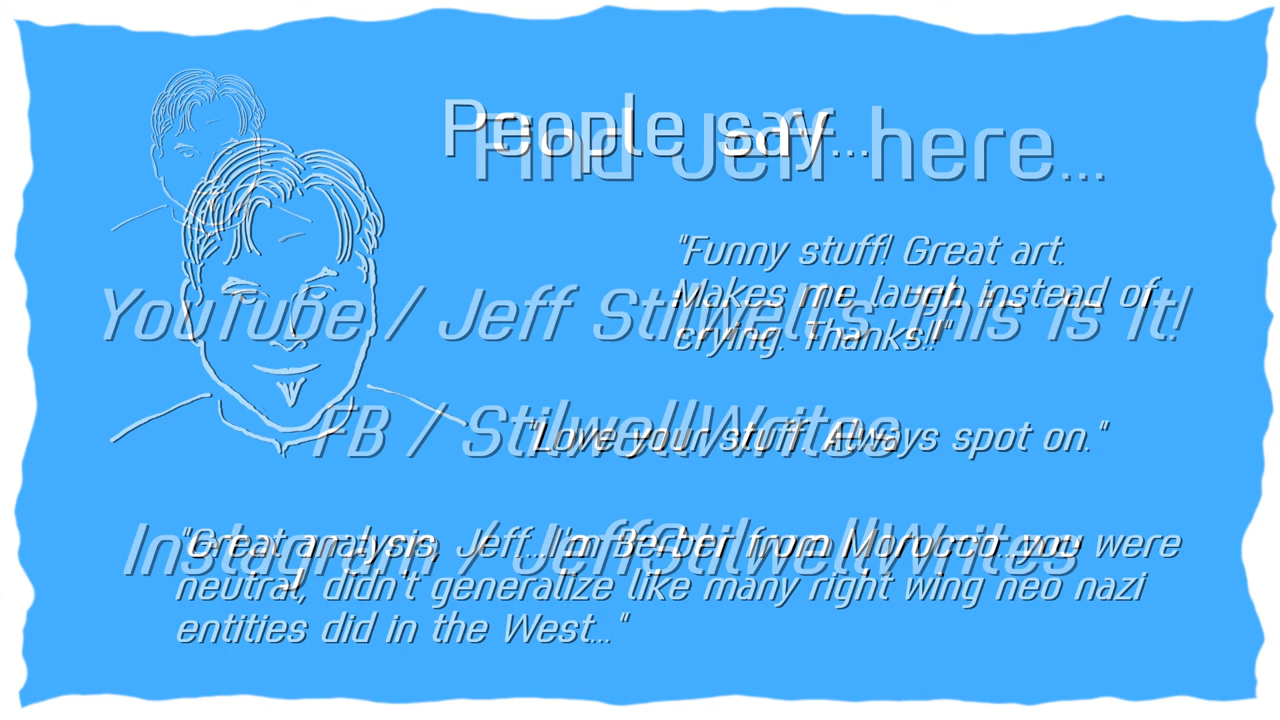 People say...
Find Jeff here...
"Funny stuff! Great art.
Makes me laugh instead of
crying. Thanks!!"
YouTube / Jeff Stilwell's This Is It!
FB / StilwellWrites
"Love your stuff. Always spot on."
Instagram / JeffStilwellWrites
"Great analysis, Jeff...I'm Berber from Morocco...you were
neutral, didn't generalize like many right wing neo nazi
entities did in the West..."